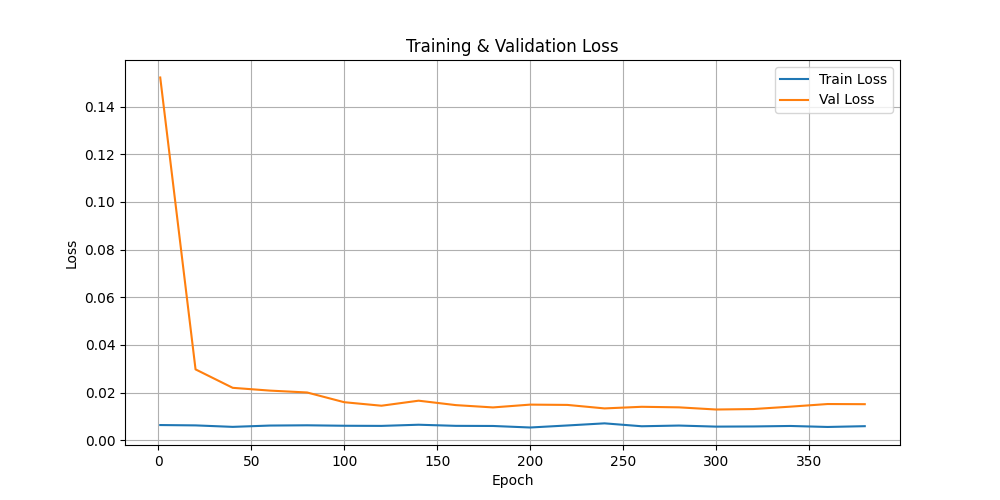 Training & Validation Loss
Train Loss
Val Loss
0.14
0.12
0.10
0.08
0.06
0.04
0.02
0.00
Loss
0 50 100 150 200 250 300 350
Epoch